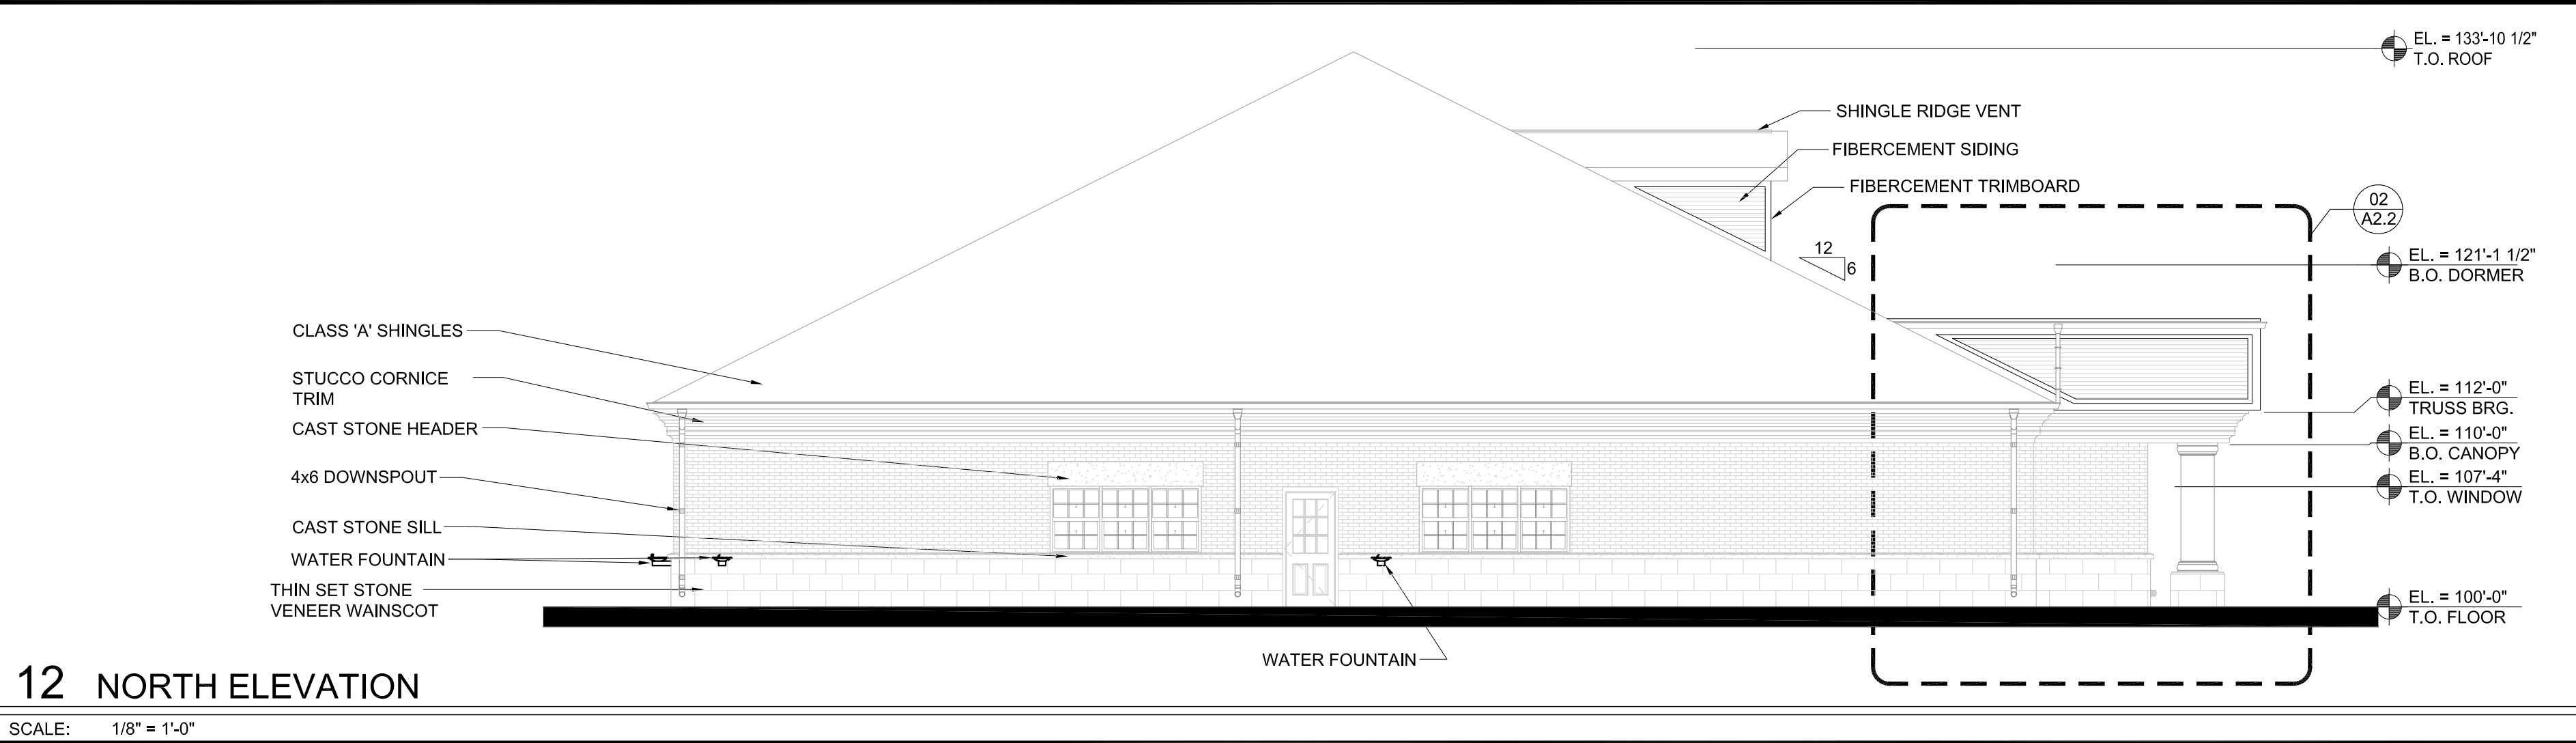 EL. = 133'-10 1/2"
T.O. ROOF
SHINGLE RIDGE VENT
FIBERCEMENT SIDING
FIBERCEMENT TRIMBOARD
02
A2.2
12
6
EL. = 121'-1 1/2"
B.O. DORMER
CLASS 'A' SHINGLES
STUCCO CORNICE
TRIM
CAST STONE HEADER
4x6 DOWNSPOUT
CAST STONE SILL
WATER FOUNTAIN
THIN SET STONE
VENEER WAINSCOT
EL. = 112'-0"
TRUSS BRG.
EL. = 110'-0"
B.O. CANOPY
EL. = 107'-4"
T.O. WINDOW
EL. = 100'-0"
T.O. FLOOR
WATER FOUNTAIN
12 NORTH ELEVATION
SCALE: 1/8" = 1'-0"